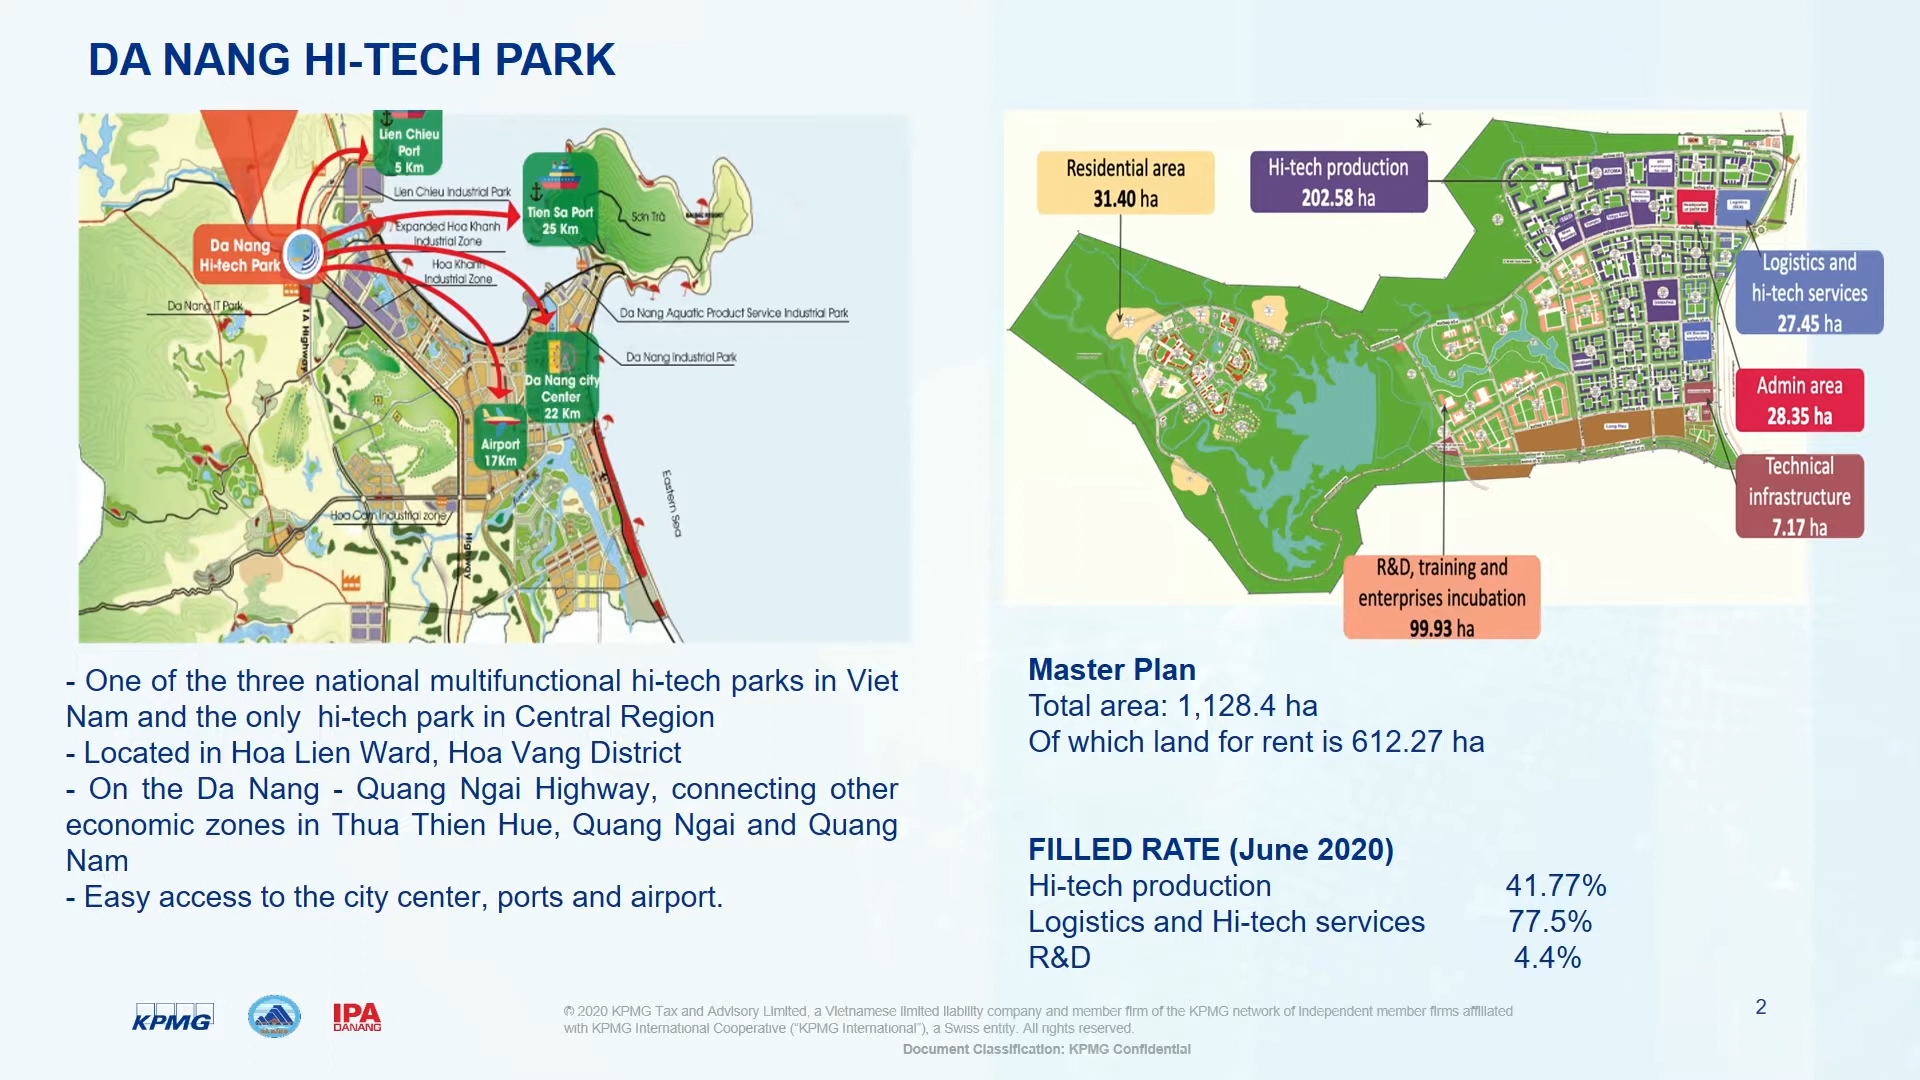 DA NANG HI-TECH PARK
Lien Chieu
Port
5 Km
Lien Chieu Industrial Park
Tien Sa Port
25 Km
Sơn Trà
Expanded Hoa Khanh
Industrial Zone
Da Nang
Hi-tech Park
Hoa Khanh
Industrial Zone
Da Nang IT Park
1A Highway
Da Nang Aquatic Product Service Industrial Park
Da Nang Industrial Park
Da Nang city
Center
22 Km
Airport
17Km
Eastern Sea
Hoa Cam Industrial zone
Highway
Residential area
31.40 ha
Hi-tech production
202.58 ha
Logistics and
hi-tech services
27.45 ha
Admin area
28.35 ha
Technical
infrastructure
7.17 ha
R&D, training and
enterprises incubation
99.93 ha
- One of the three national multifunctional hi-tech parks in Viet
Nam and the only hi-tech park in Central Region
- Located in Hoa Lien Ward, Hoa Vang District
- On the Da Nang - Quang Ngai Highway, connecting other
economic zones in Thua Thien Hue, Quang Ngai and Quang
Nam
- Easy access to the city center, ports and airport.
Master Plan
Total area: 1,128.4 ha
Of which land for rent is 612.27 ha
FILLED RATE (June 2020)
Hi-tech production 41.77%
Logistics and Hi-tech services 77.5%
R&D 4.4%
KPMG
IPA
DANANG
© 2020 KPMG Tax and Advisory Limited, a Vietnamese limited liability company and member firm of the KPMG network of independent member firms affiliated
with KPMG International Cooperative (“KPMG International”), a Swiss entity. All rights reserved.
Document Classification: KPMG Confidential
2